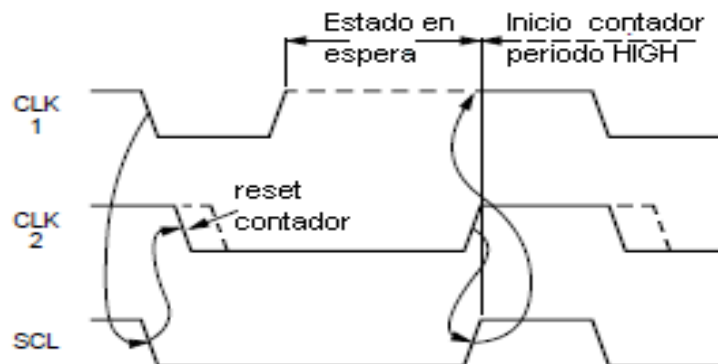 Estado en
espera
Inicio contador
periodo HIGH
CLK
1
reset
contador
CLK
2
SCL